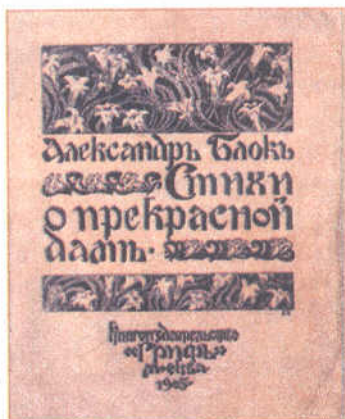 Александръ Блокъ
Стихи
о прекрасной
дамѣ.
Книгоиздательство
«Грифъ»
Москва
1905